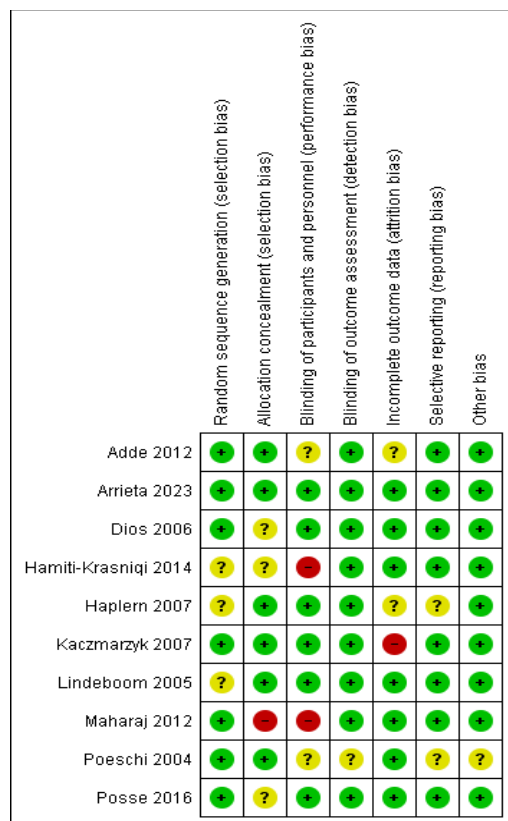 Random sequence generation (selection bias)
Allocation concealment (selection bias)
Blinding of participants and personnel (performance bias)
Blinding of outcome assessment (detection bias)
Incomplete outcome data (attrition bias)
Selective reporting (reporting bias)
Other bias
Adde 2012 + + ? + ? + +
Arrieta 2023 + + + + + + +
Dios 2006 + ? + + + + +
Hamiti-Krasniqi 2014 ? ? - + + + +
Haplern 2007 ? + + + ? ? +
Kaczmarzyk 2007 + + + + - + +
Lindeboom 2005 ? + + + + + +
Maharaj 2012 + - - + + + +
Poeschi 2004 + + ? ? + ? ?
Posse 2016 + ? + + + + +